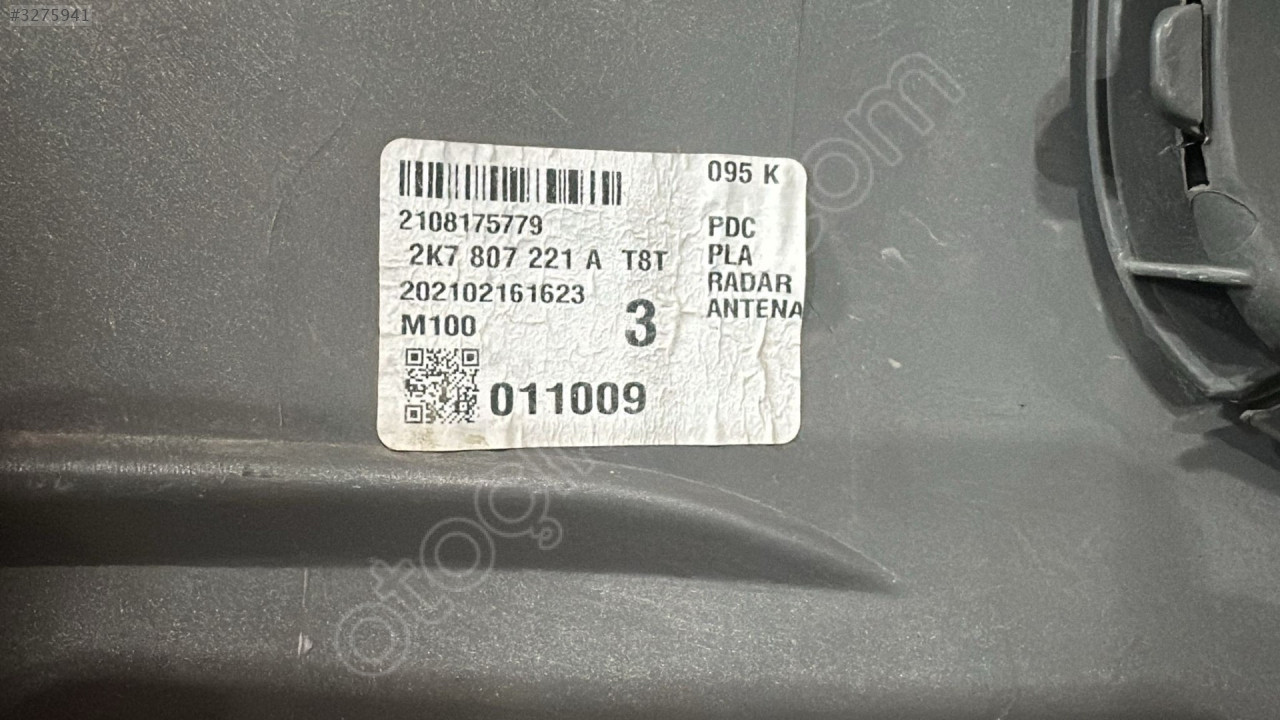 #3275941
095 K
2108175779
2K7 807 221 A T8T
202102161623
M100
3
011009
PDC
PLA
RADAR
ANTENA